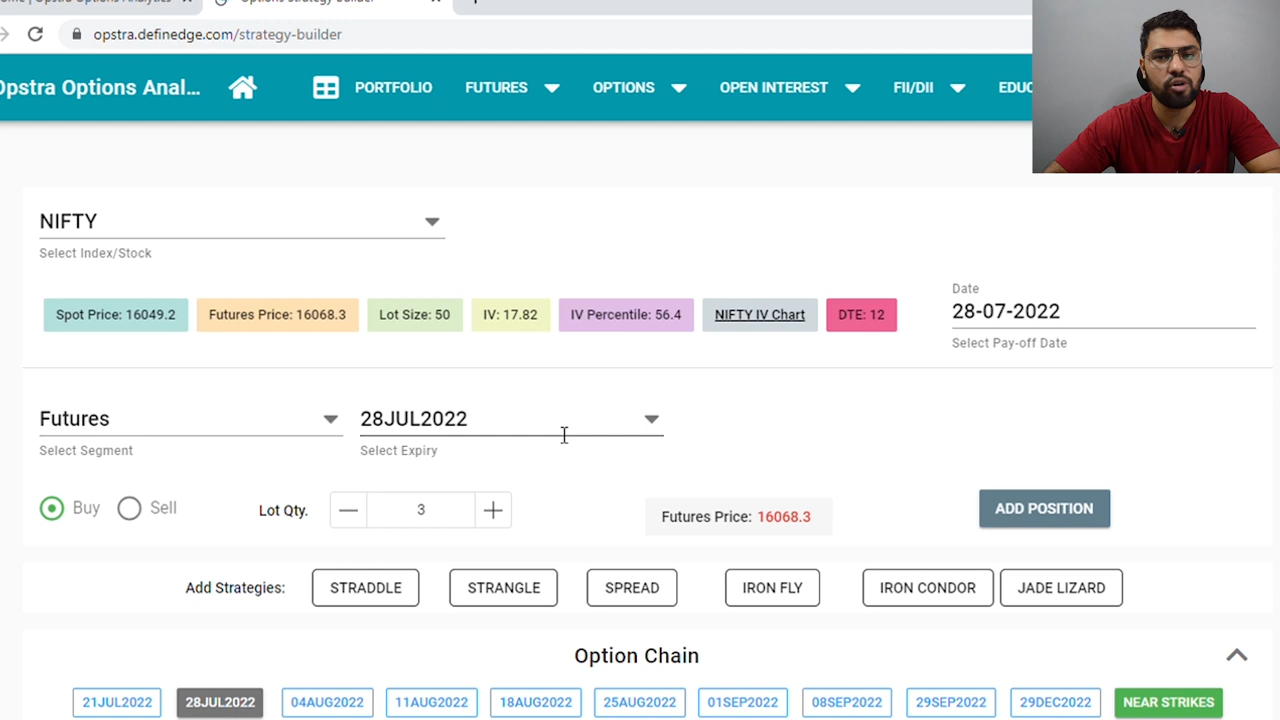 Options Strategy Builder
opstra.definedge.com/strategy-builder
Opstra Options Anal... PORTFOLIO FUTURES OPTIONS OPEN INTEREST FII/DII EDUC
NIFTY
Select Index/Stock
Spot Price: 16049.2 Futures Price: 16068.3 Lot Size: 50 IV: 17.82 IV Percentile: 56.4 NIFTY IV Chart DTE: 12
Date
28-07-2022
Select Pay-off Date
Futures 28JUL2022
Select Segment Select Expiry
Buy Sell Lot Qty. 3 Futures Price: 16068.3 ADD POSITION
Add Strategies: STRADDLE STRANGLE SPREAD IRON FLY IRON CONDOR JADE LIZARD
Option Chain
21JUL2022 28JUL2022 04AUG2022 11AUG2022 18AUG2022 25AUG2022 01SEP2022 08SEP2022 29SEP2022 29DEC2022 NEAR STRIKES